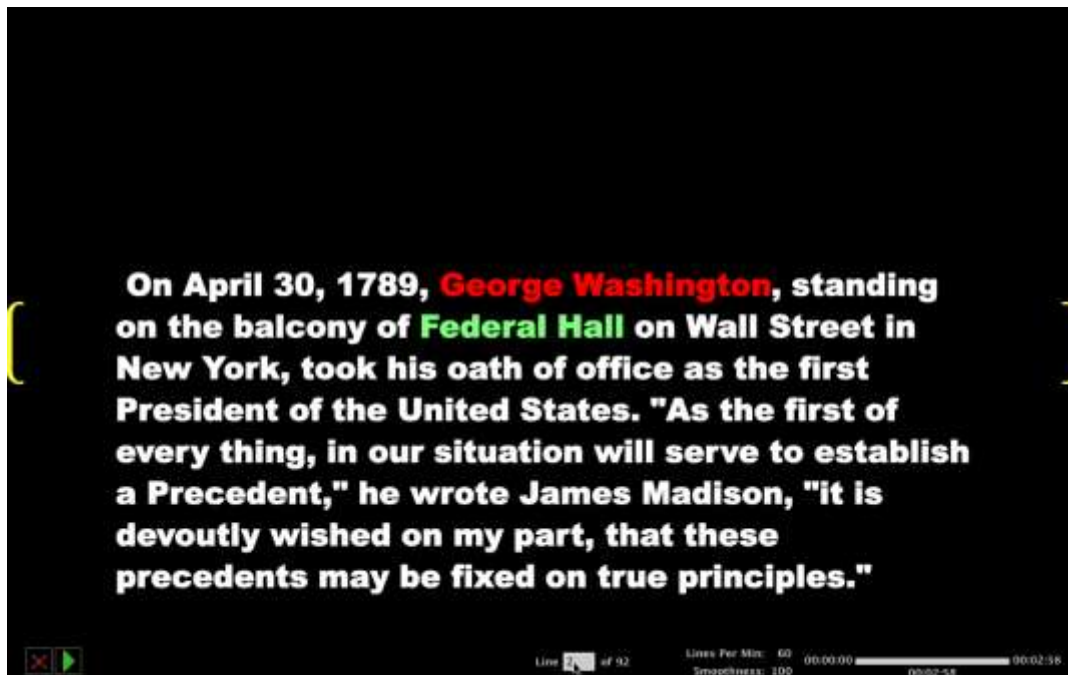 On April 30, 1789, George Washington, standing
on the balcony of Federal Hall on Wall Street in
New York, took his oath of office as the first
President of the United States. "As the first of
every thing, in our situation will serve to establish
a Precedent," he wrote James Madison, "it is
devoutly wished on my part, that these
precedents may be fixed on true principles."
Line 2 of 92
Lines Per Min: 60
Smoothness: 100
00:00:00 00:02:58
00:02:58